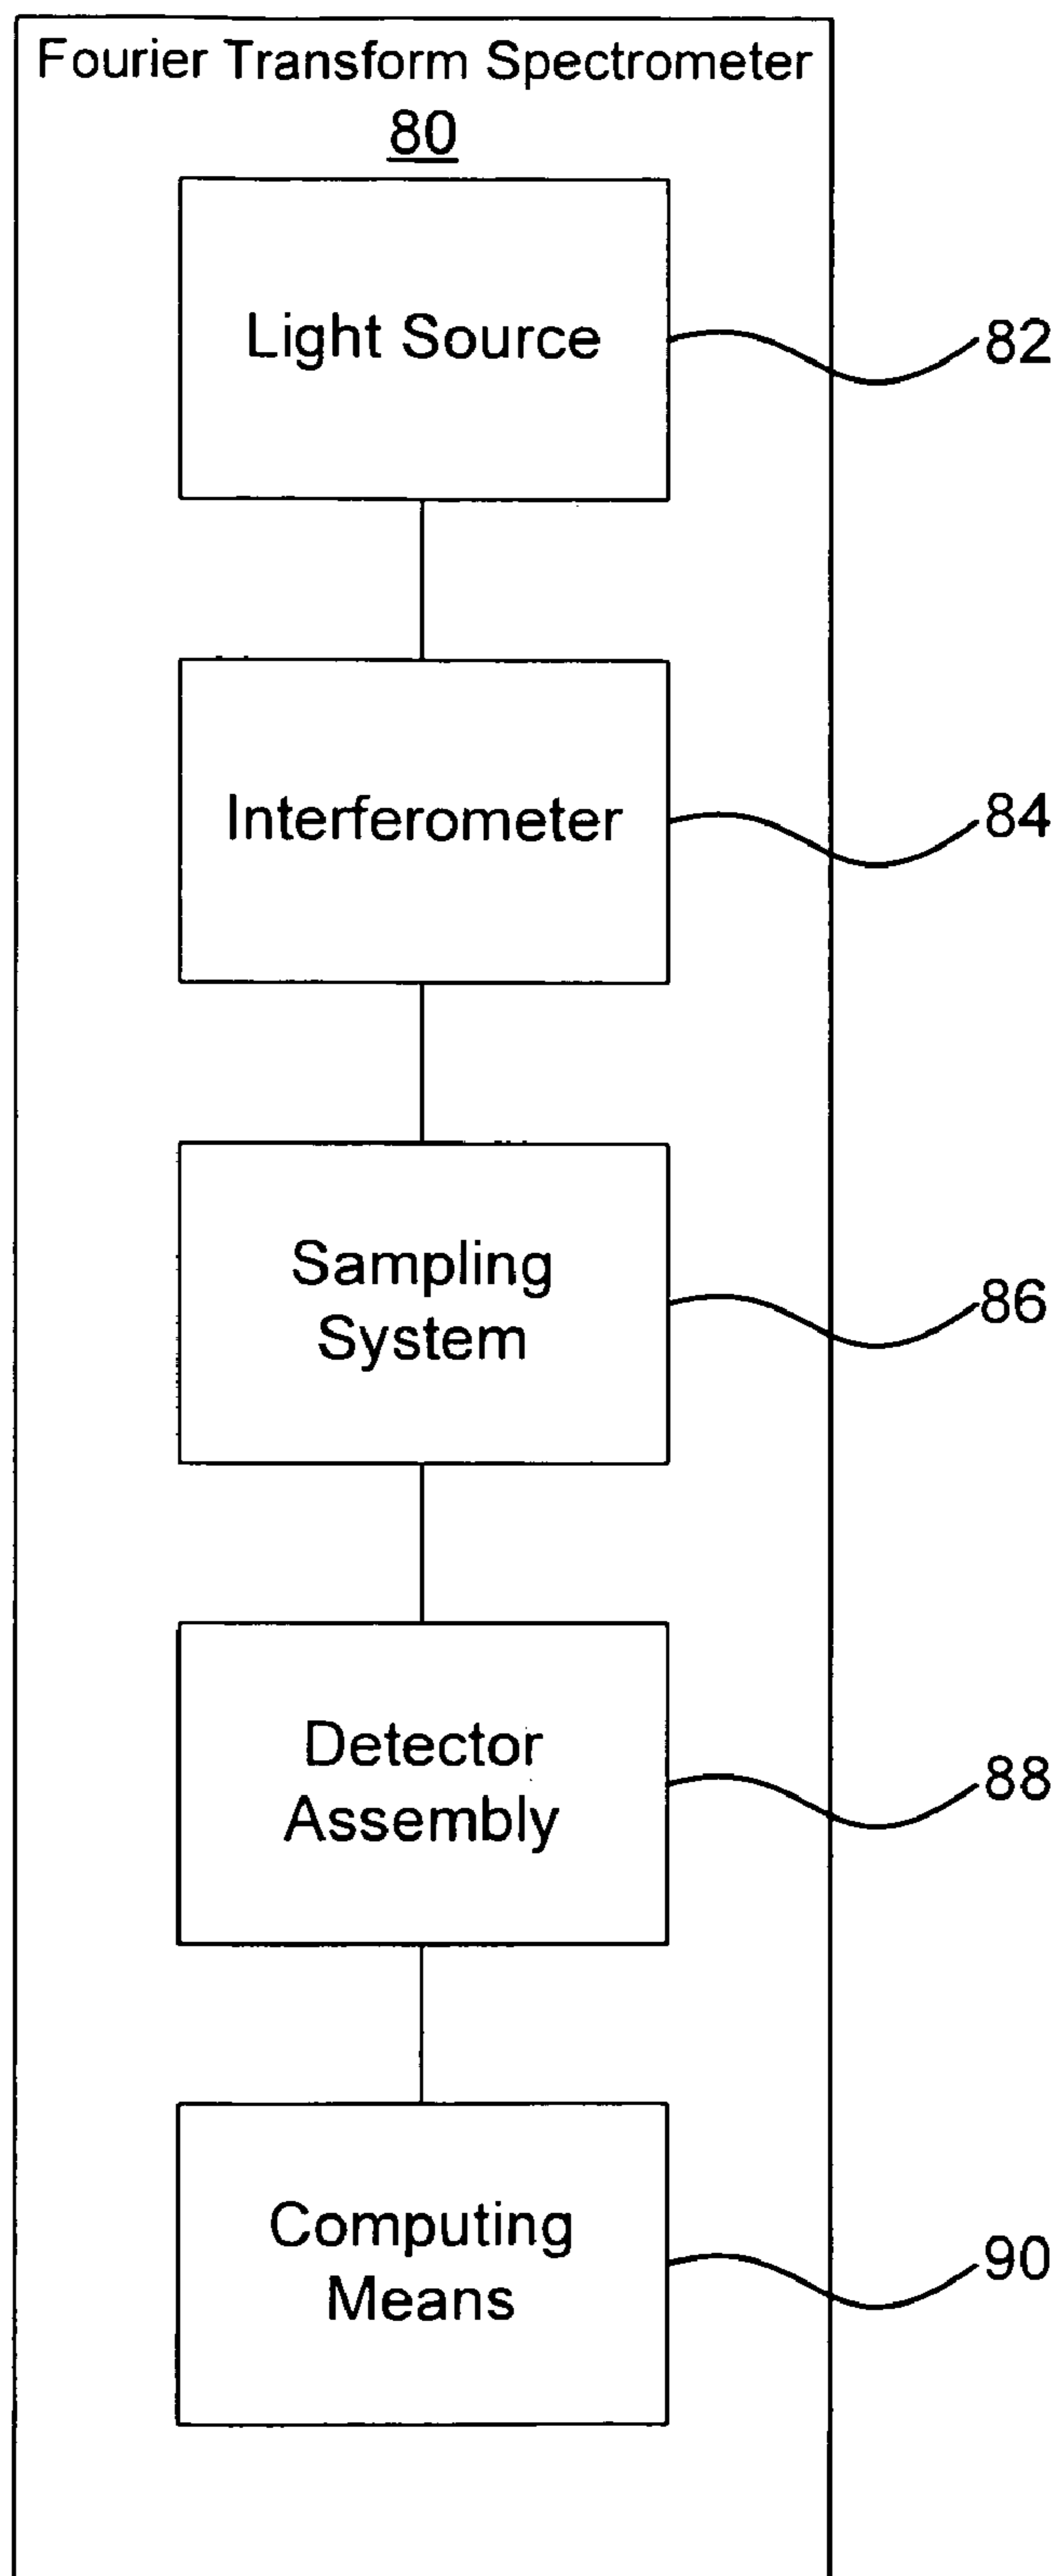 Fourier Transform Spectrometer
80
Light Source
82
Interferometer
84
Sampling
System
86
Detector
Assembly
88
Computing
Means
90